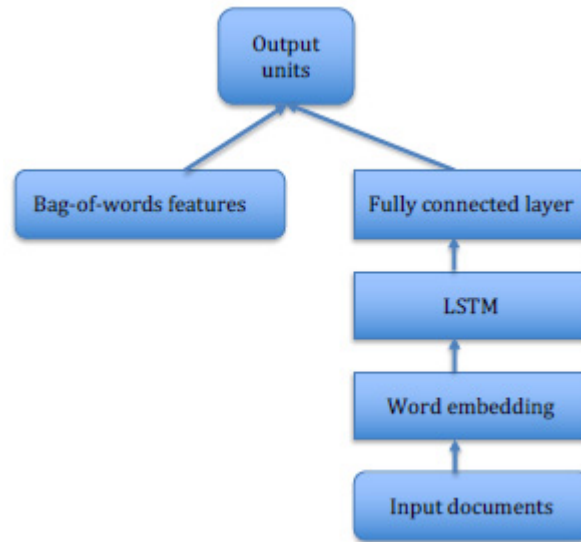 Output
units
Bag-of-words features
Fully connected layer
LSTM
Word embedding
Input documents